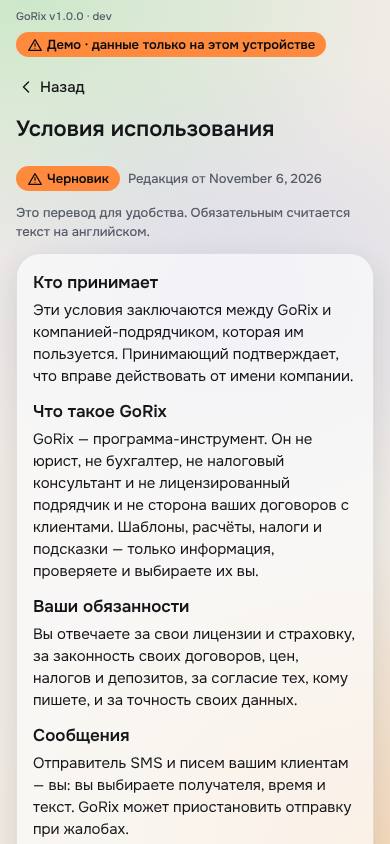 GoRix v1.0.0 · dev
Демо · данные только на этом устройстве
Назад
Условия использования
Черновик
Редакция от November 6, 2026
Это перевод для удобства. Обязательным считается
текст на английском.
Кто принимает
Эти условия заключаются между GoRix и
компанией-подрядчиком, которая им
пользуется. Принимающий подтверждает,
что вправе действовать от имени компании.
Что такое GoRix
GoRix — программа-инструмент. Он не
юрист, не бухгалтер, не налоговый
консультант и не лицензированный
подрядчик и не сторона ваших договоров с
клиентами. Шаблоны, расчёты, налоги и
подсказки — только информация,
проверяете и выбираете их вы.
Ваши обязанности
Вы отвечаете за свои лицензии и страховку,
за законность своих договоров, цен,
налогов и депозитов, за согласие тех, кому
пишете, и за точность своих данных.
Сообщения
Отправитель SMS и писем вашим клиентам
— вы: вы выбираете получателя, время и
текст. GoRix может приостановить отправку
при жалобах.